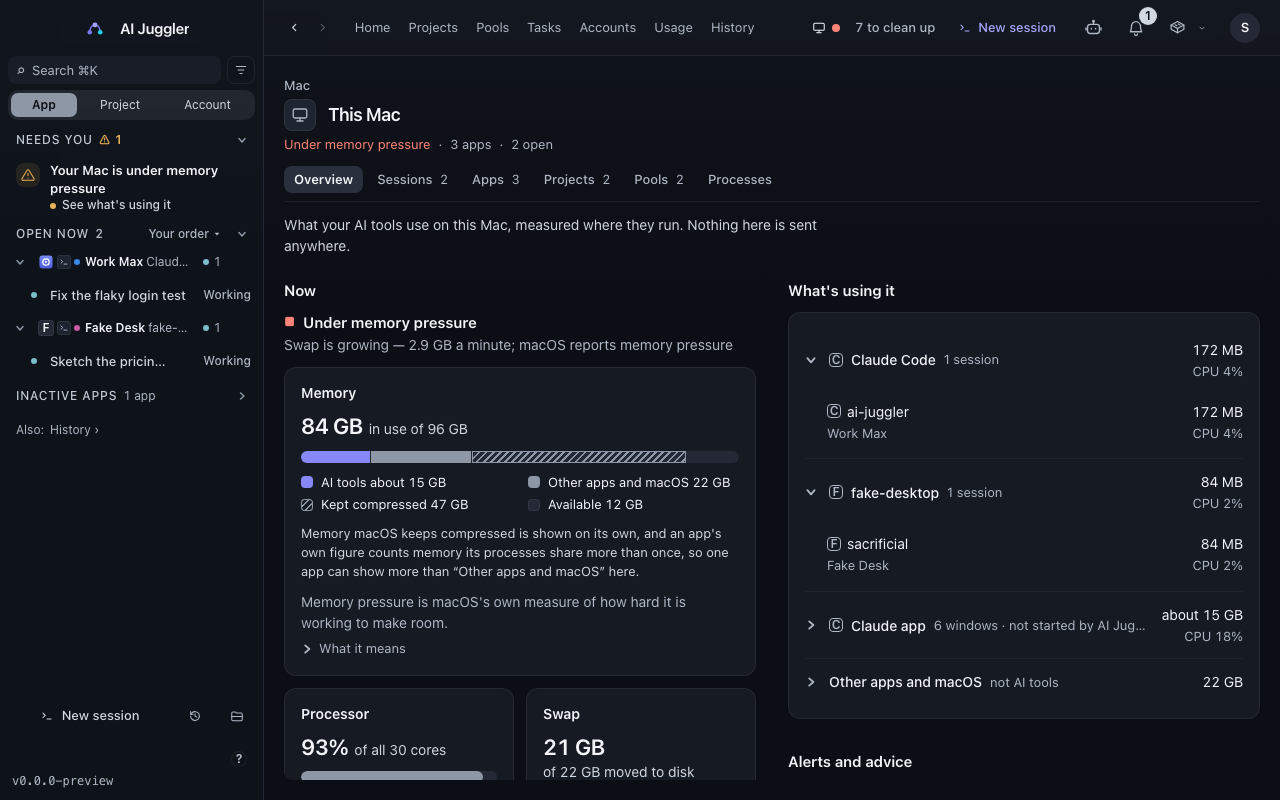 AI Juggler
Search ⌘K
App Project Account
NEEDS YOU 1
Your Mac is under memory
pressure
See what's using it
OPEN NOW 2 Your order
Work Max Claud... 1
Fix the flaky login test Working
F Fake Desk fake-... 1
Sketch the pricin... Working
INACTIVE APPS 1 app
Also: History ›
New session
?
v0.0.0-preview
Home Projects Pools Tasks Accounts Usage History
7 to clean up
New session
1
S
Mac
This Mac
Under memory pressure · 3 apps · 2 open
Overview Sessions 2 Apps 3 Projects 2 Pools 2 Processes
What your AI tools use on this Mac, measured where they run. Nothing here is sent
anywhere.
Now
Under memory pressure
Swap is growing — 2.9 GB a minute; macOS reports memory pressure
Memory
84 GB in use of 96 GB
AI tools about 15 GB Other apps and macOS 22 GB
Kept compressed 47 GB Available 12 GB
Memory macOS keeps compressed is shown on its own, and an app's
own figure counts memory its processes share more than once, so one
app can show more than “Other apps and macOS” here.
Memory pressure is macOS's own measure of how hard it is
working to make room.
What it means
Processor
93% of all 30 cores
Swap
21 GB
of 22 GB moved to disk
What's using it
C Claude Code 1 session 172 MB
CPU 4%
C ai-juggler 172 MB
Work Max CPU 4%
F fake-desktop 1 session 84 MB
CPU 2%
F sacrificial 84 MB
Fake Desk CPU 2%
C Claude app 6 windows · not started by AI Jug... about 15 GB
CPU 18%
Other apps and macOS not AI tools 22 GB
Alerts and advice